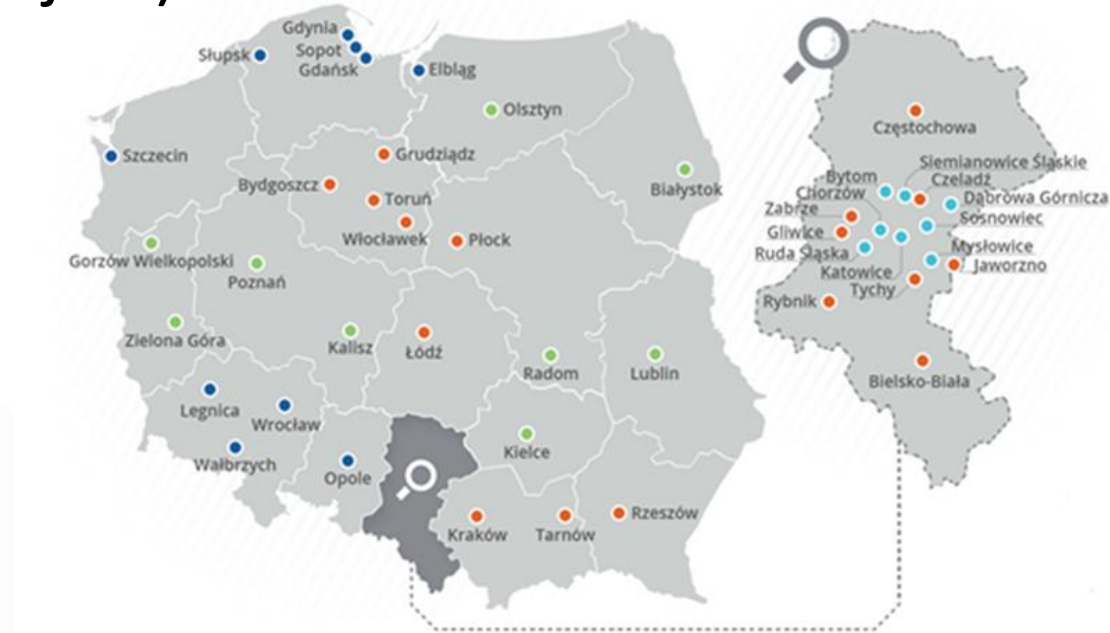 Gdynia
Słupsk
Sopot
Gdańsk
Elbląg
Olsztyn
Szczecin
Grudziądz
Bydgoszcz
Toruń
Białystok
Włocławek
Płock
Gorzów Wielkopolski
Poznań
Zielona Góra
Kalisz
Łódź
Radom
Lublin
Legnica
Wrocław
Wałbrzych
Opole
Kielce
Kraków
Tarnów
Rzeszów
Częstochowa
Siemianowice Śląskie
Bytom
Czeladź
Chorzów
Dąbrowa Górnicza
Zabrze
Sosnowiec
Gliwice
Mysłowice
Ruda Śląska
Jaworzno
Katowice
Tychy
Rybnik
Bielsko-Biała